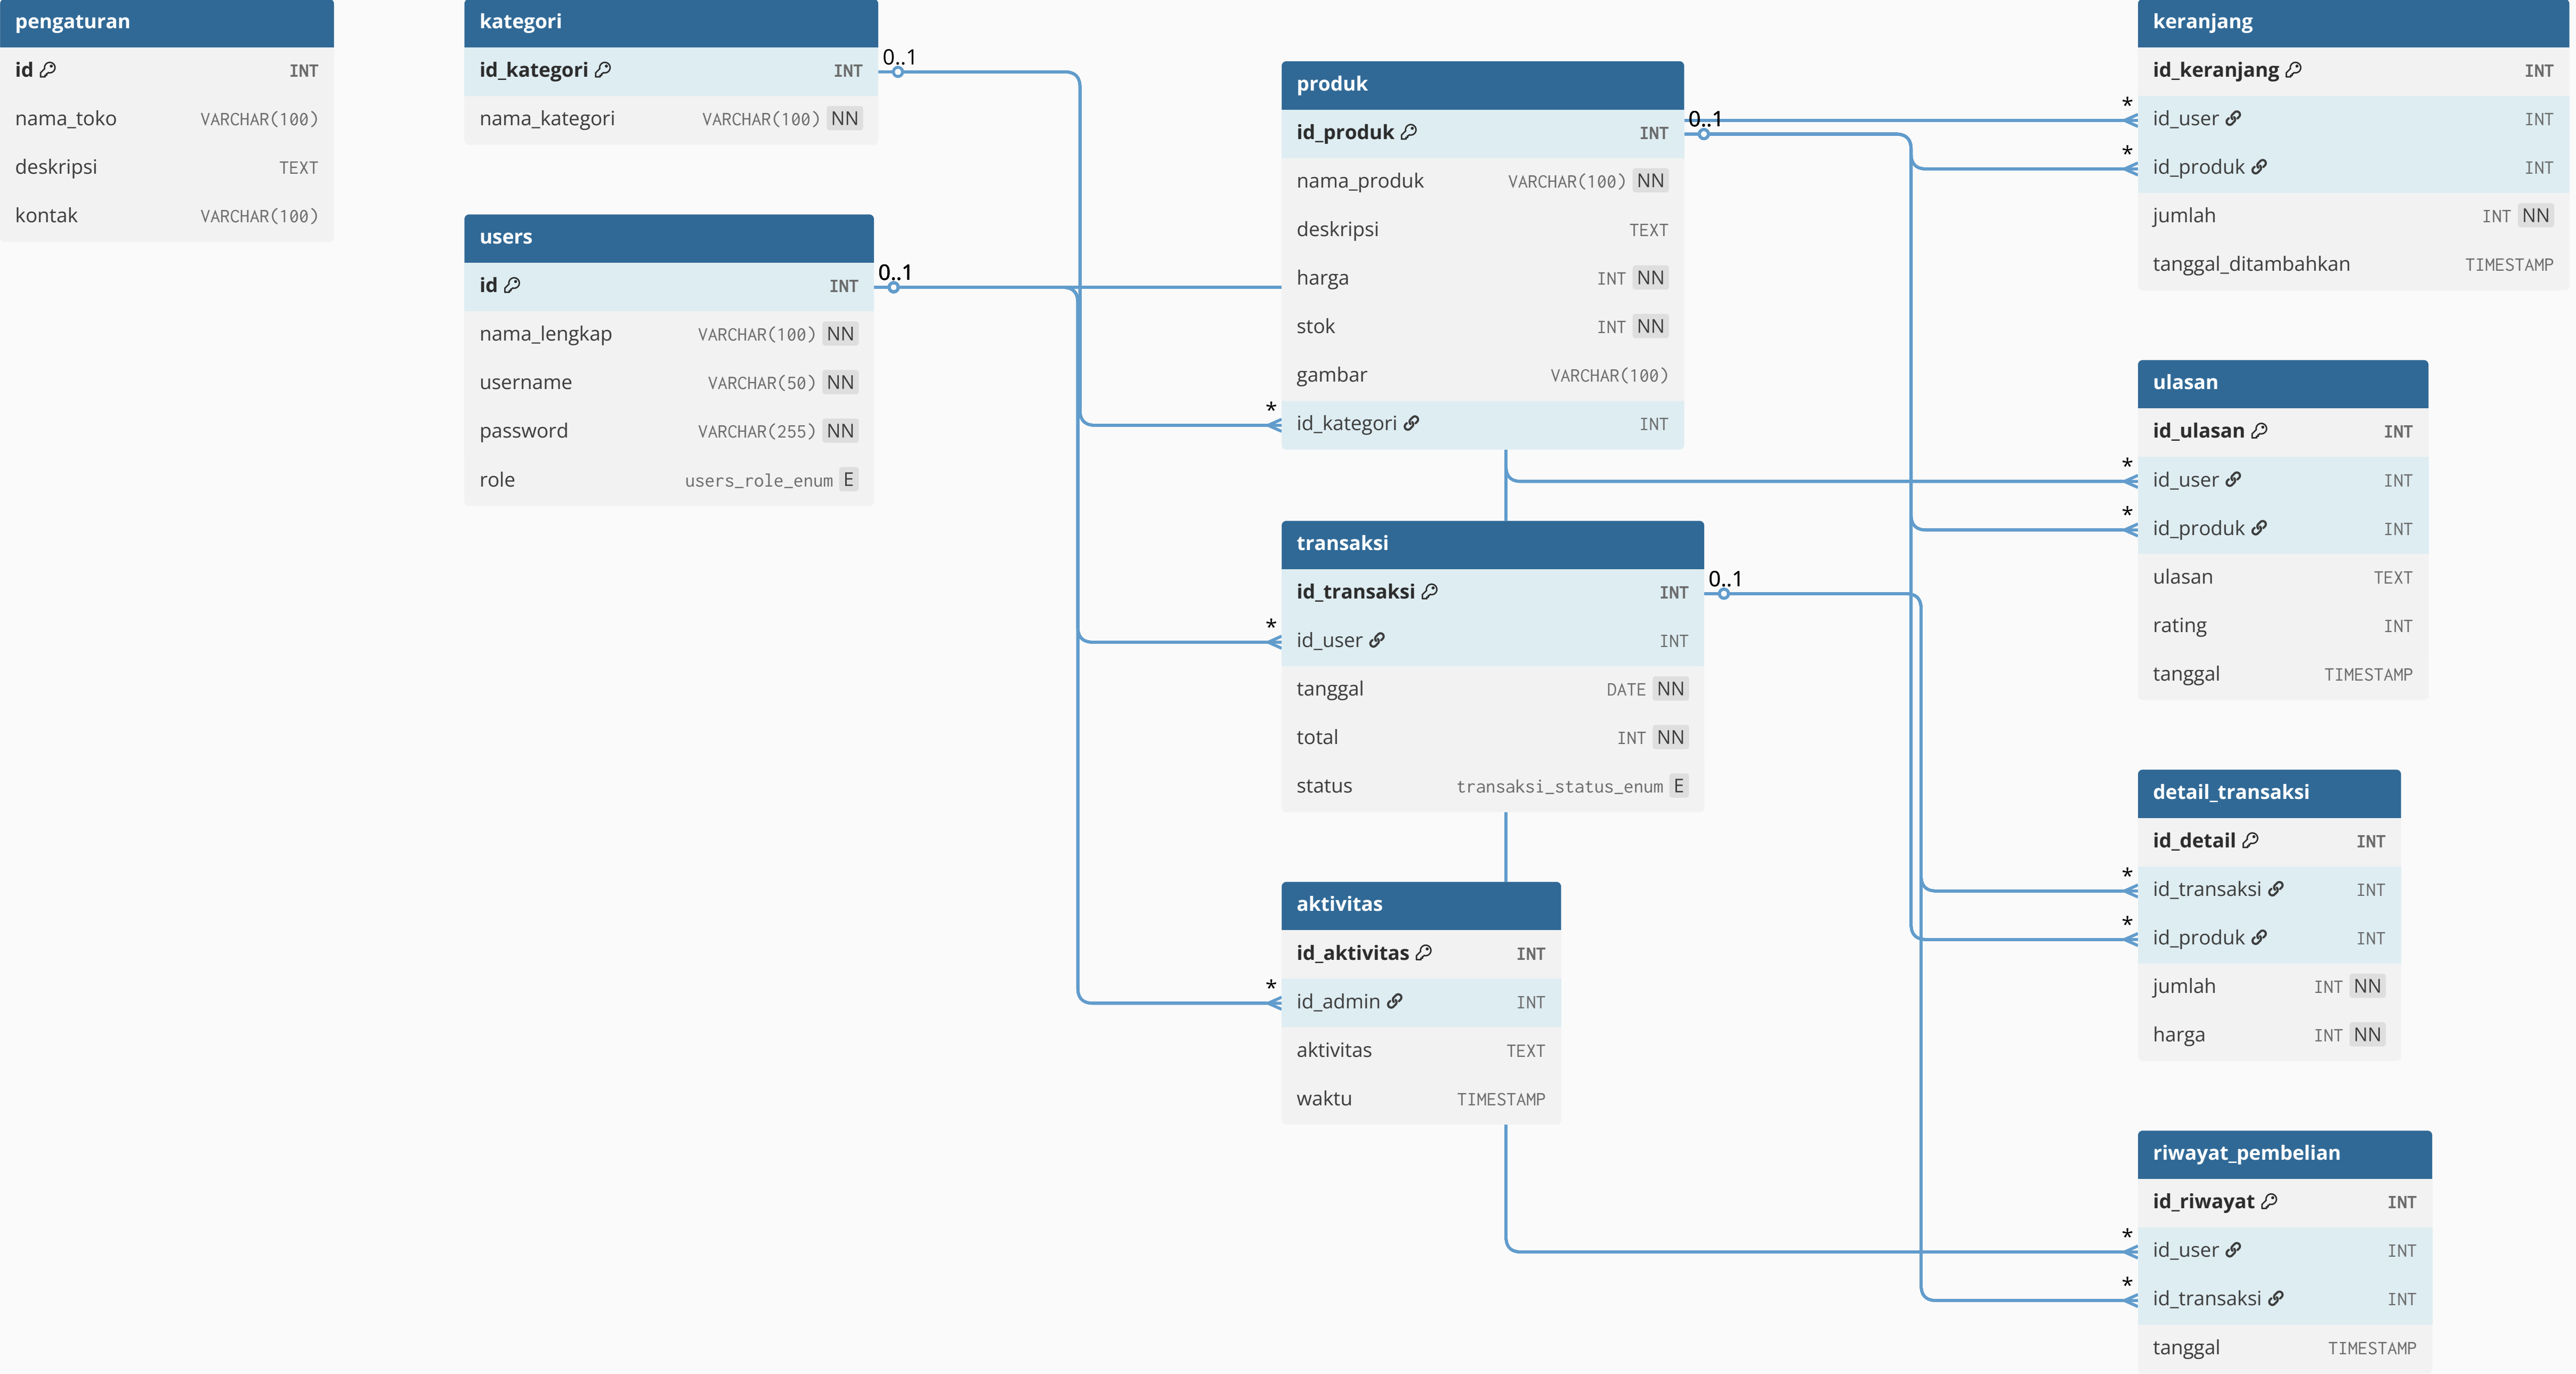 pengaturan
id INT
nama_toko VARCHAR(100)
deskripsi TEXT
kontak VARCHAR(100)
kategori
id_kategori INT
nama_kategori VARCHAR(100) NN
0..1
users
id INT
nama_lengkap VARCHAR(100) NN
username VARCHAR(50) NN
password VARCHAR(255) NN
role users_role_enum E
0..1
produk
id_produk INT
nama_produk VARCHAR(100) NN
deskripsi TEXT
harga INT NN
stok INT NN
gambar VARCHAR(100)
* id_kategori INT
0..1
transaksi
id_transaksi INT
* id_user INT
tanggal DATE NN
total INT NN
status transaksi_status_enum E
0..1
aktivitas
id_aktivitas INT
* id_admin INT
aktivitas TEXT
waktu TIMESTAMP
keranjang
id_keranjang INT
* id_user INT
* id_produk INT
jumlah INT NN
tanggal_ditambahkan TIMESTAMP
ulasan
id_ulasan INT
* id_user INT
* id_produk INT
ulasan TEXT
rating INT
tanggal TIMESTAMP
detail_transaksi
id_detail INT
* id_transaksi INT
* id_produk INT
jumlah INT NN
harga INT NN
riwayat_pembelian
id_riwayat INT
* id_user INT
* id_transaksi INT
tanggal TIMESTAMP